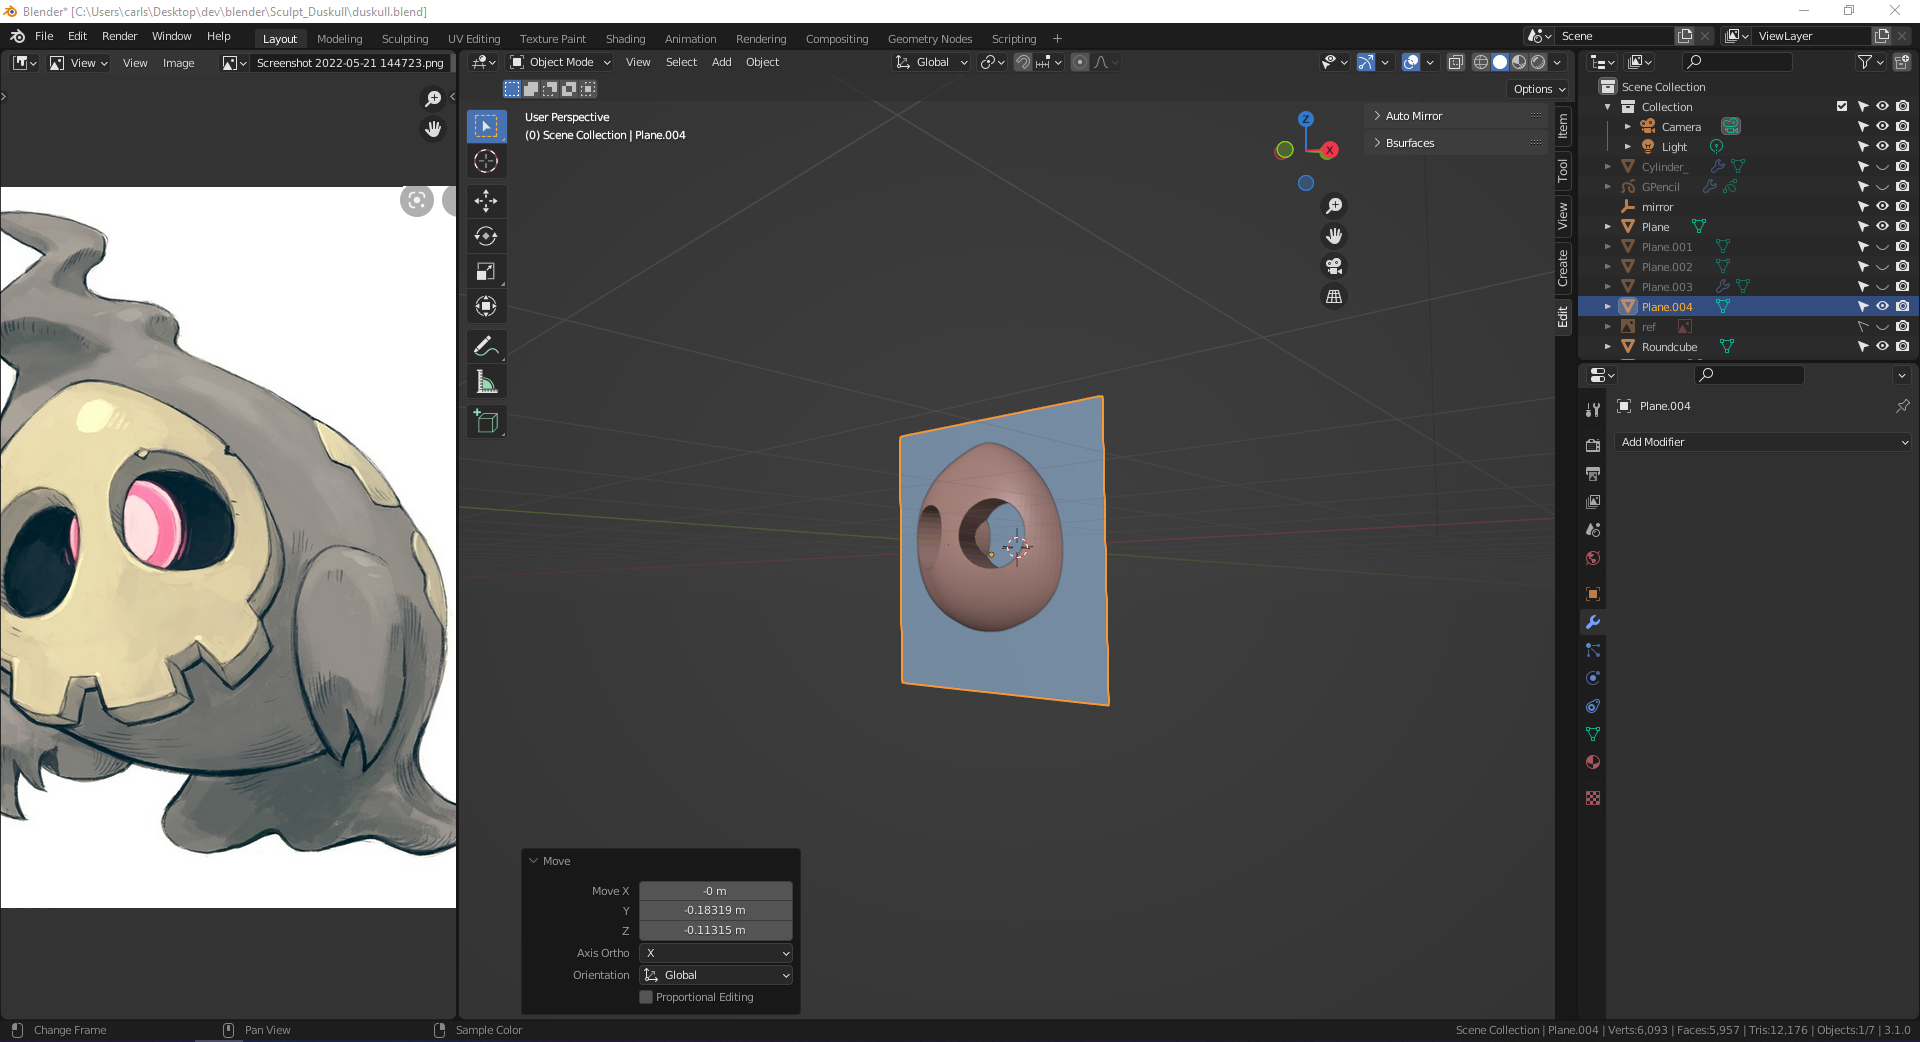 Blender* [C:\Users\carls\Desktop\dev\blender\Sculpt_Duskull\duskull.blend]
File Edit Render Window Help Layout Modeling Sculpting UV Editing Texture Paint Shading Animation Rendering Compositing Geometry Nodes Scripting + Scene ViewLayer
View View Image Screenshot 2022-05-21 144723.png Object Mode View Select Add Object Global
Options
User Perspective
(0) Scene Collection | Plane.004
Z
X
Auto Mirror
Bsurfaces
Item
Tool
View
Create
Edit
Scene Collection
Collection
Camera
Light
Cylinder_
GPencil
mirror
Plane
Plane.001
Plane.002
Plane.003
Plane.004
ref
Roundcube
Plane.004
Add Modifier
Move
Move X -0 m
Y -0.18319 m
Z -0.11315 m
Axis Ortho X
Orientation Global
Proportional Editing
Change Frame Pan View Sample Color Scene Collection | Plane.004 | Verts:6,093 | Faces:5,957 | Tris:12,176 | Objects:1/7 | 3.1.0